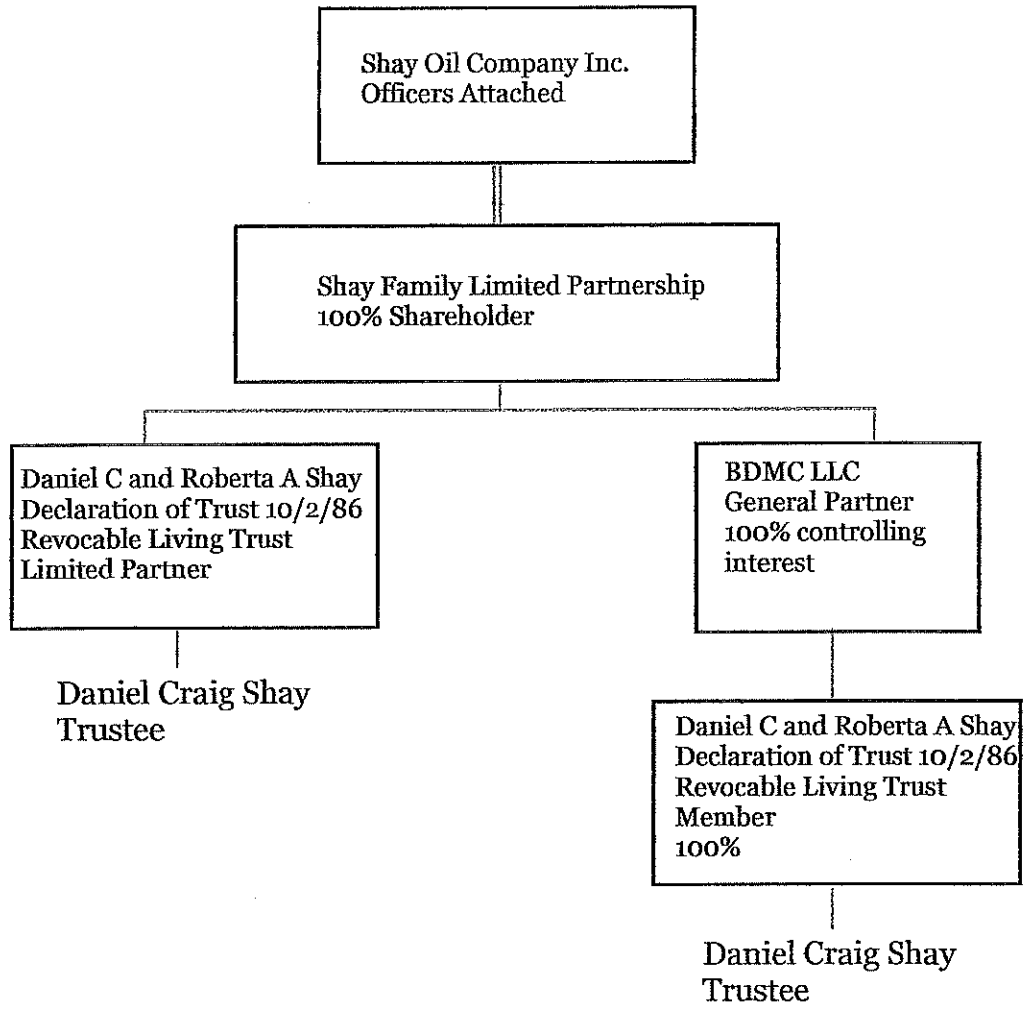 Shay Oil Company Inc.
Officers Attached
Shay Family Limited Partnership
100% Shareholder
Daniel C and Roberta A Shay
Declaration of Trust 10/2/86
Revocable Living Trust
Limited Partner
Daniel Craig Shay
Trustee
BDMC LLC
General Partner
100% controlling
interest
Daniel C and Roberta A Shay
Declaration of Trust 10/2/86
Revocable Living Trust
Member
100%
Daniel Craig Shay
Trustee